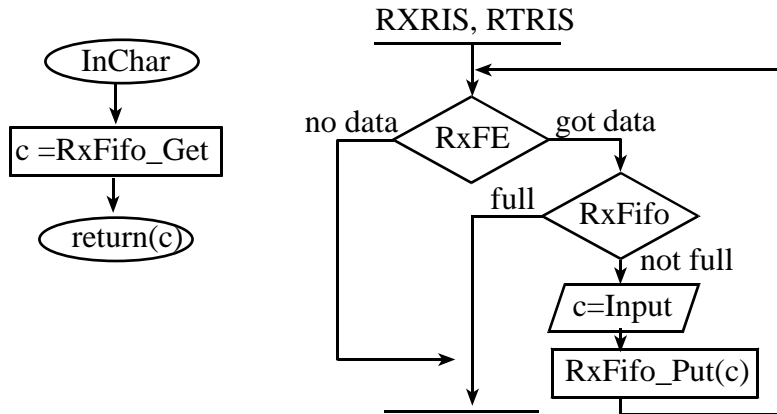 InChar
c =RxFifo_Get
return(c)
RXRIS, RTRIS
no data
RxFE
got data
full
RxFifo
not full
c=Input
RxFifo_Put(c)